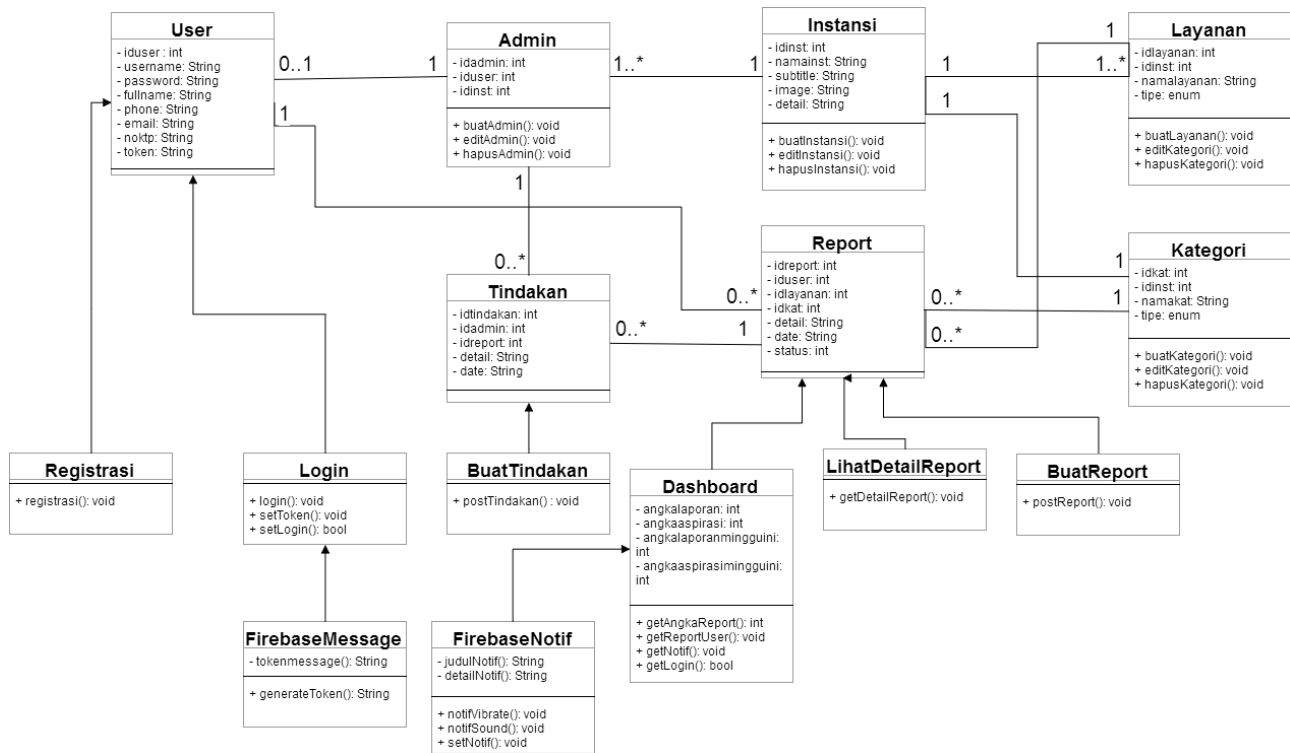 User
- iduser : int
- username: String
- password: String
- fullname: String
- phone: String
- email: String
- noktp: String
- token: String
0..1
1
1
Admin
- idadmin: int
- iduser: int
- idinst: int
+ buatAdmin(): void
+ editAdmin(): void
+ hapusAdmin(): void
1..*
1
1
Instansi
- idinst: int
- namainst: String
- subtitle: String
- image: String
- detail: String
+ buatInstansi(): void
+ editInstansi(): void
+ hapusInstansi(): void
1
1
1
1..*
Layanan
- idlayanan: int
- idinst: int
- namalayanan: String
- tipe: enum
+ buatLayanan(): void
+ editKategori(): void
+ hapusKategori(): void
0..*
Tindakan
- idtindakan: int
- idadmin: int
- idreport: int
- detail: String
- date: String
0..*
1
0..*
Report
- idreport: int
- iduser: int
- idlayanan: int
- idkat: int
- detail: String
- date: String
- status: int
0..*
0..*
1
1
Kategori
- idkat: int
- idinst: int
- namakat: String
- tipe: enum
+ buatKategori(): void
+ editKategori(): void
+ hapusKategori(): void
Registrasi
+ registrasi(): void
Login
+ login(): void
+ setToken(): void
+ setLogin(): bool
BuatTindakan
+ postTindakan() : void
Dashboard
- angkalaporan: int
- angkaaspirasi: int
- angkalaporanmingguini:
int
- angkaaspirasimingguini:
int
+ getAngkaReport(): int
+ getReportUser(): void
+ getNotif(): void
+ getLogin(): bool
LihatDetailReport
+ getDetailReport(): void
BuatReport
+ postReport(): void
FirebaseMessage
- tokenmessage(): String
+ generateToken(): String
FirebaseNotif
- judulNotif(): String
- detailNotif(): String
+ notifVibrate(): void
+ notifSound(): void
+ setNotif(): void